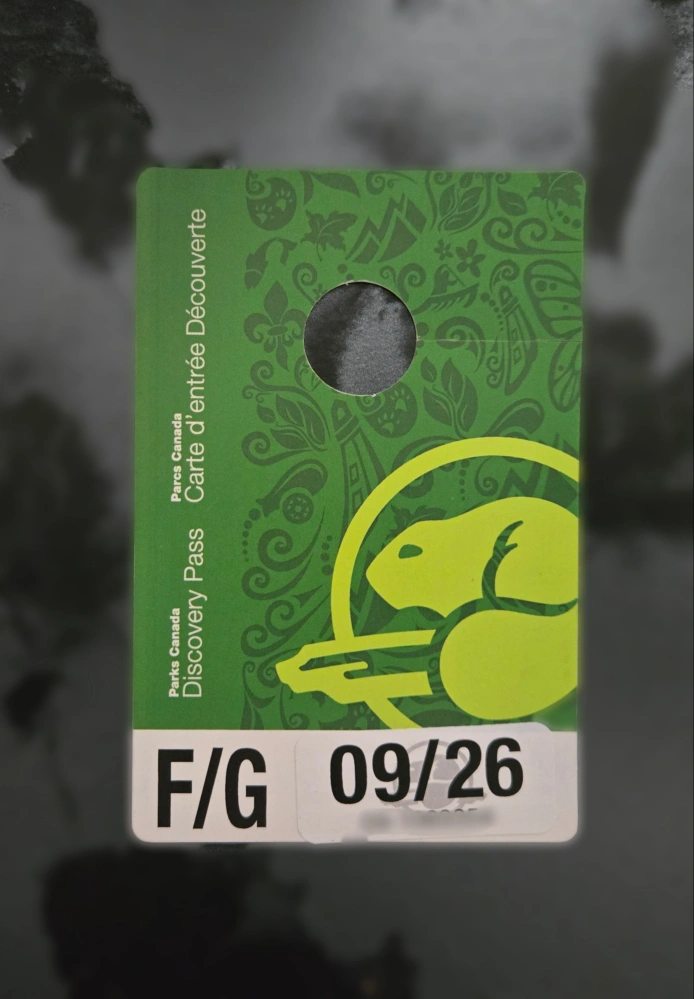 Parks Canada
Discovery Pass
Parcs Canada
Carte d'entrée Découverte
F/G
09/26